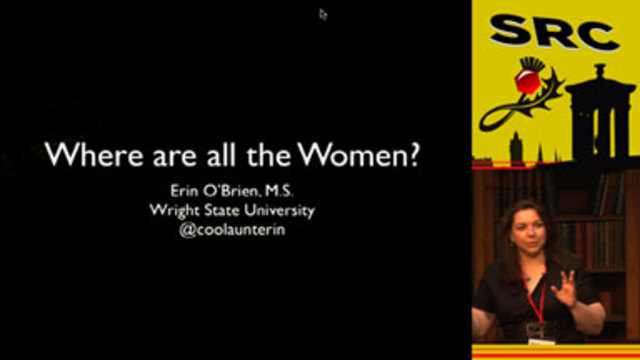 Where are all the Women?
Erin O'Brien, M.S.
Wright State University
@coolaunterin
SRC